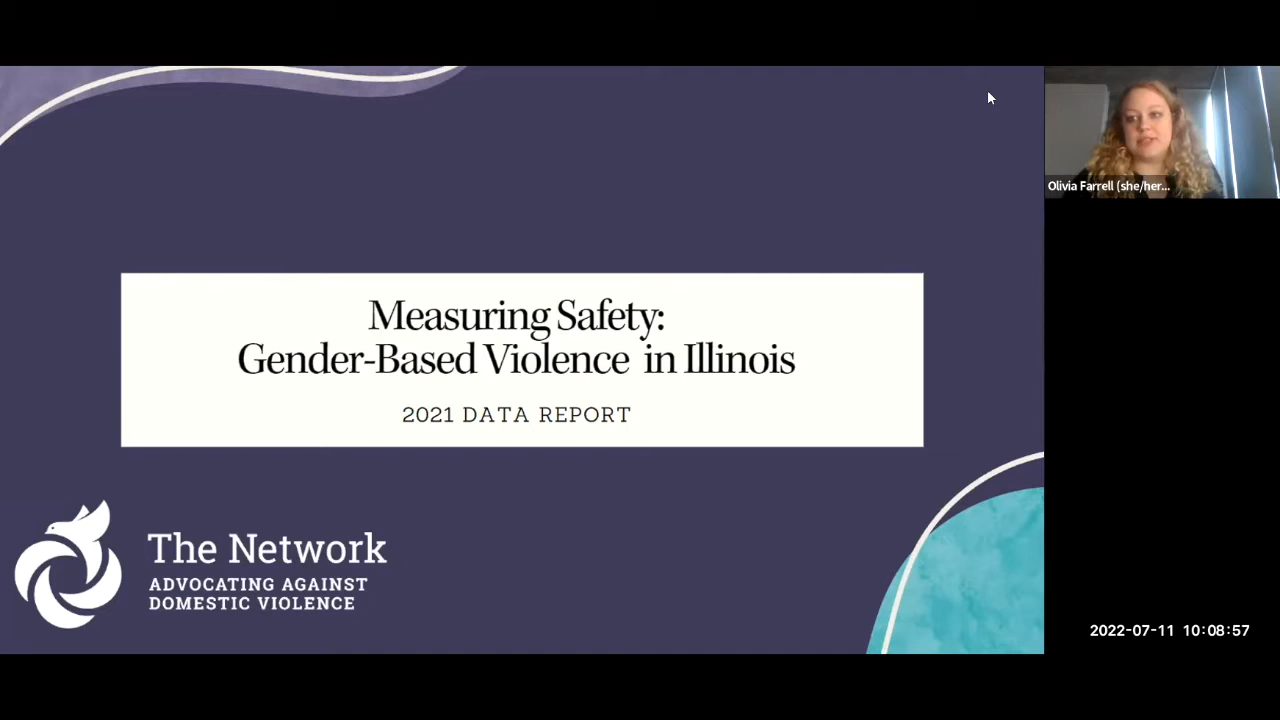 Measuring Safety:
Gender-Based Violence in Illinois
2021 DATA REPORT
The Network
ADVOCATING AGAINST
DOMESTIC VIOLENCE
Olivia Farrell (she/her...
2022-07-11 10:08:57